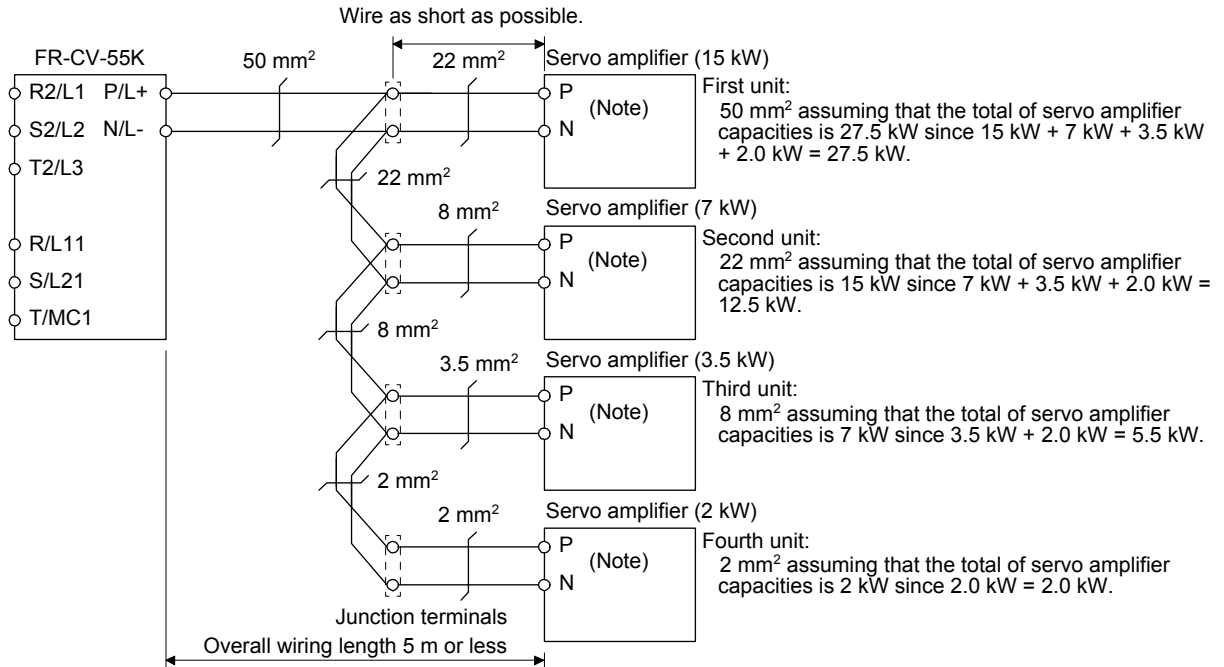 Wire as short as possible.
FR-CV-55K
50 mm²
22 mm²
Servo amplifier (15 kW)
R2/L1 P/L+
S2/L2 N/L-
T2/L3
R/L11
S/L21
T/MC1
P
(Note)
N
First unit:
50 mm² assuming that the total of servo amplifier
capacities is 27.5 kW since 15 kW + 7 kW + 3.5 kW
+ 2.0 kW = 27.5 kW.
22 mm²
8 mm²
Servo amplifier (7 kW)
P
(Note)
N
Second unit:
22 mm² assuming that the total of servo amplifier
capacities is 15 kW since 7 kW + 3.5 kW + 2.0 kW =
12.5 kW.
8 mm²
3.5 mm²
Servo amplifier (3.5 kW)
P
(Note)
N
Third unit:
8 mm² assuming that the total of servo amplifier
capacities is 7 kW since 3.5 kW + 2.0 kW = 5.5 kW.
2 mm²
2 mm²
Servo amplifier (2 kW)
P
(Note)
N
Fourth unit:
2 mm² assuming that the total of servo amplifier
capacities is 2 kW since 2.0 kW = 2.0 kW.
Junction terminals
Overall wiring length 5 m or less